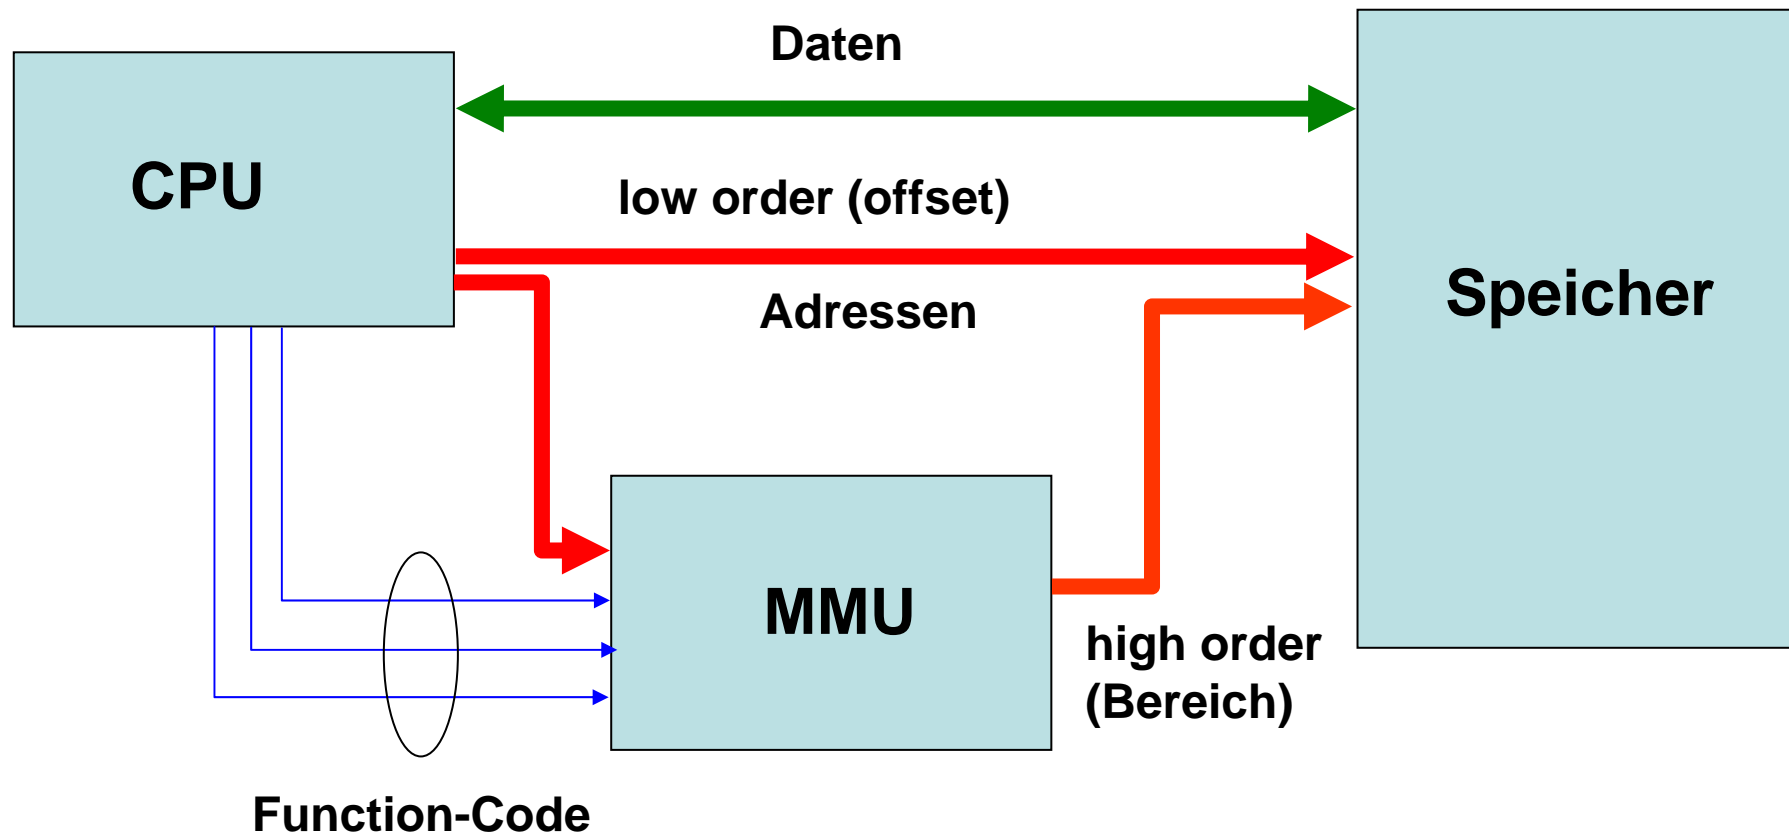 Daten
CPU
low order (offset)
Adressen
Speicher
MMU
high order
(Bereich)
Function-Code